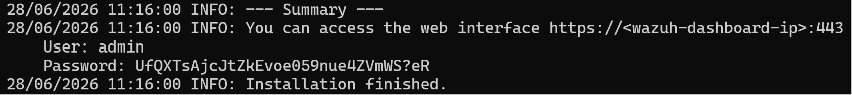 28/06/2026 11:16:00 INFO: --- Summary ---
28/06/2026 11:16:00 INFO: You can access the web interface https://<wazuh-dashboard-ip>:443
User: admin
Password: UfQXTsAjcJtZkEvoe059nue4ZVmWS?eR
28/06/2026 11:16:00 INFO: Installation finished.